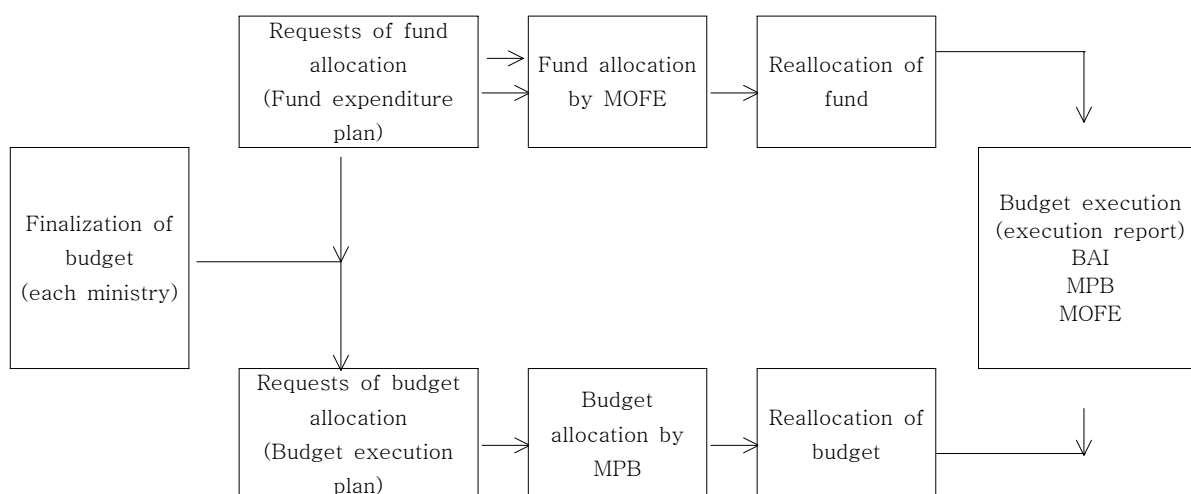 Requests of fund
allocation
(Fund expenditure
plan)
Fund allocation
by MOFE
Reallocation of
fund
Finalization of
budget
(each ministry)
Budget execution
(execution report)
BAI
MPB
MOFE
Requests of budget
allocation
(Budget execution
plan)
Budget
allocation by
MPB
Reallocation of
budget